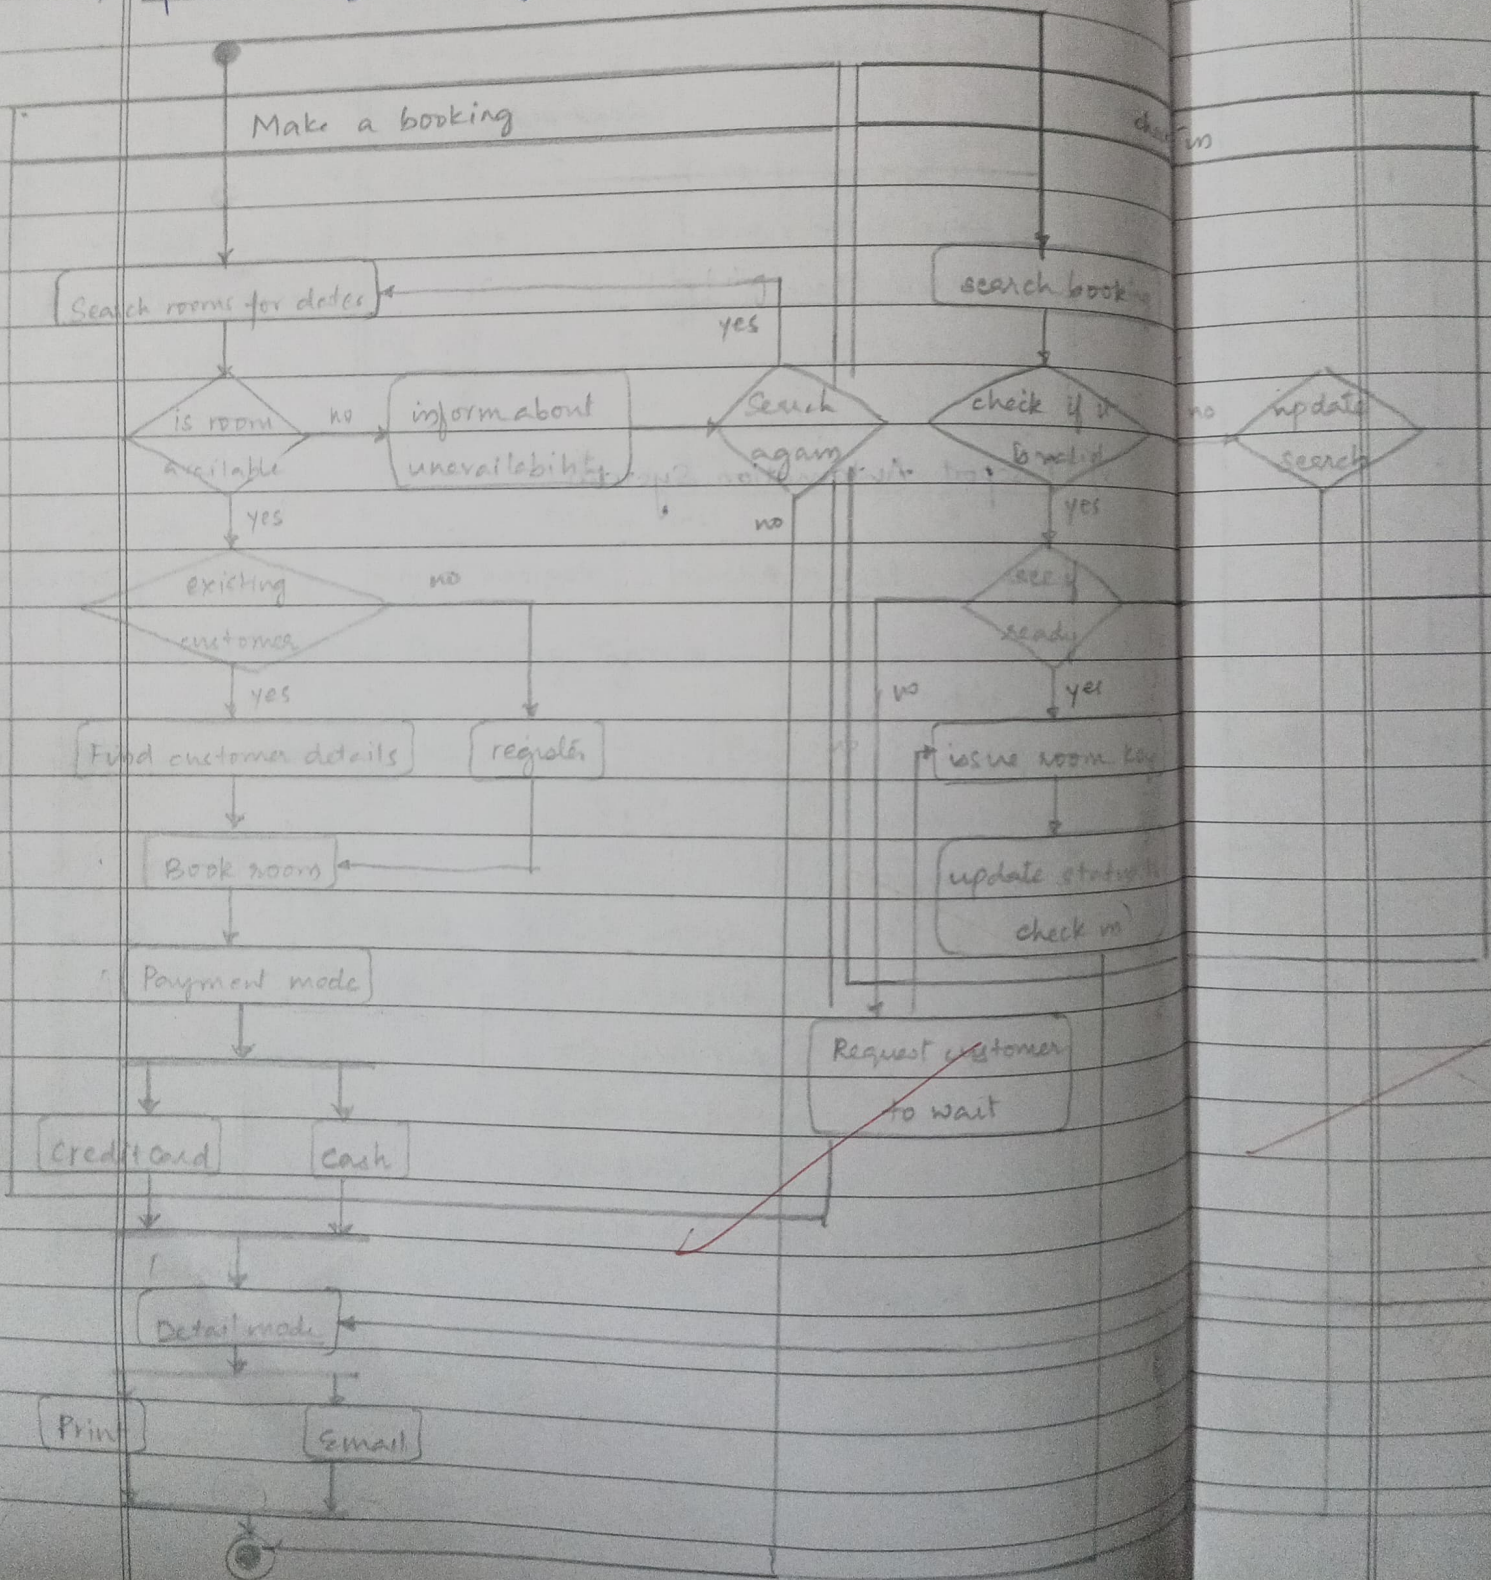 Make a booking
check in
Search rooms for dates
search book
yes
is room
available
no
inform about
unavailability
Search
again
check if it
is valid
no
update
search
yes
no
yes
existing
customer
no
see if
ready
yes
no
yes
Find customer details
register
issue room key
Book room
update status
check in
Payment mode
Request customer
to wait
Credit card
cash
Detail mode
Print
Email